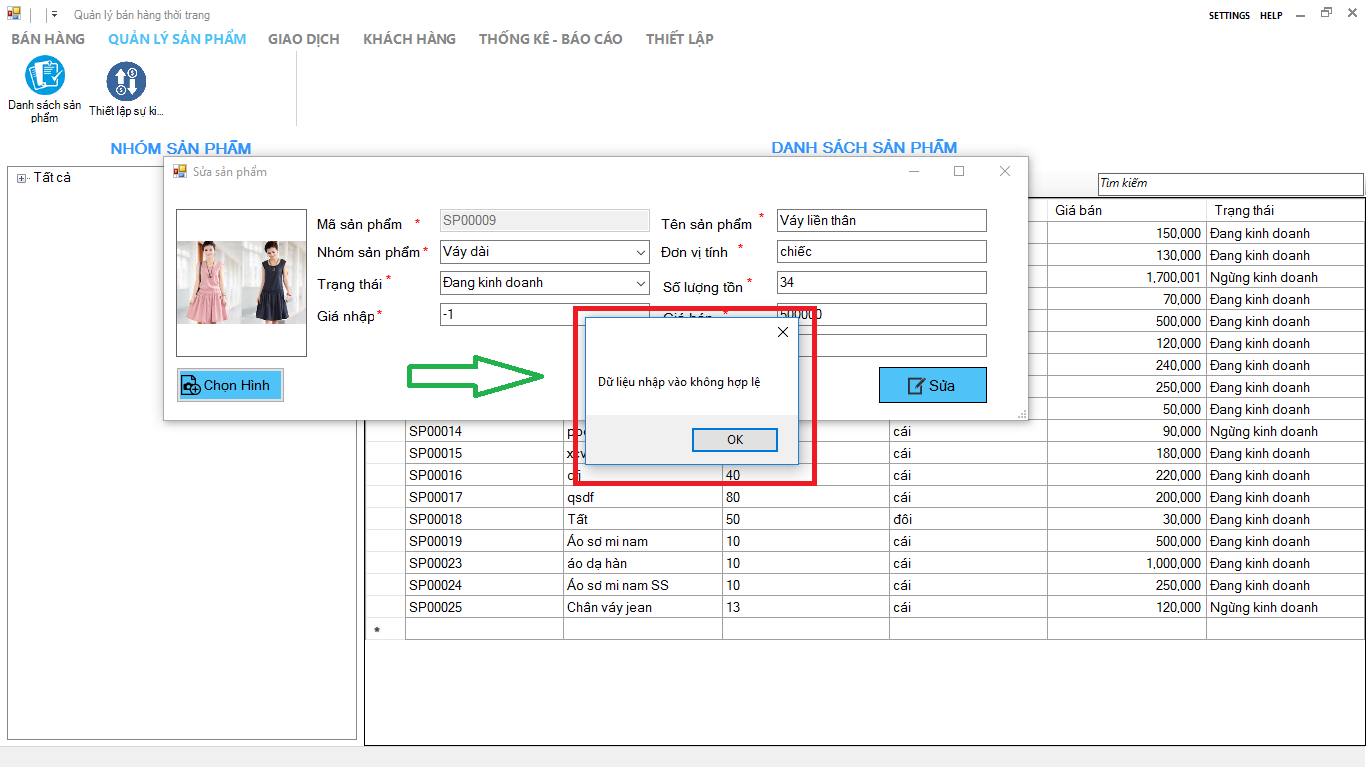 Quản lý bán hàng thời trang
SETTINGS HELP
BÁN HÀNG QUẢN LÝ SẢN PHẨM GIAO DỊCH KHÁCH HÀNG THỐNG KÊ - BÁO CÁO THIẾT LẬP
Danh sách sản phẩm
Thiết lập sự ki...
NHÓM SẢN PHẨM
DANH SÁCH SẢN PHẨM
Tất cả
Tìm kiếm
Sửa sản phẩm
Mã sản phẩm * SP00009 Tên sản phẩm * Váy liền thân
Nhóm sản phẩm * Váy dài Đơn vị tính * chiếc
Trạng thái * Đang kinh doanh Số lượng tồn * 34
Giá nhập * -1 Giá bán * 500000
Chọn Hình
Sửa
Dữ liệu nhập vào không hợp lệ
OK
Giá bán Trạng thái
150,000 Đang kinh doanh
130,000 Đang kinh doanh
1,700,001 Ngừng kinh doanh
70,000 Đang kinh doanh
500,000 Đang kinh doanh
120,000 Đang kinh doanh
240,000 Đang kinh doanh
250,000 Đang kinh doanh
50,000 Đang kinh doanh
SP00014 cái 90,000 Ngừng kinh doanh
SP00015 cái 180,000 Đang kinh doanh
SP00016 40 cái 220,000 Đang kinh doanh
SP00017 qsdf 80 cái 200,000 Đang kinh doanh
SP00018 Tất 50 đôi 30,000 Đang kinh doanh
SP00019 Áo sơ mi nam 10 cái 500,000 Đang kinh doanh
SP00023 áo dạ hàn 10 cái 1,000,000 Đang kinh doanh
SP00024 Áo sơ mi nam SS 10 cái 250,000 Đang kinh doanh
SP00025 Chân váy jean 13 cái 120,000 Ngừng kinh doanh
*